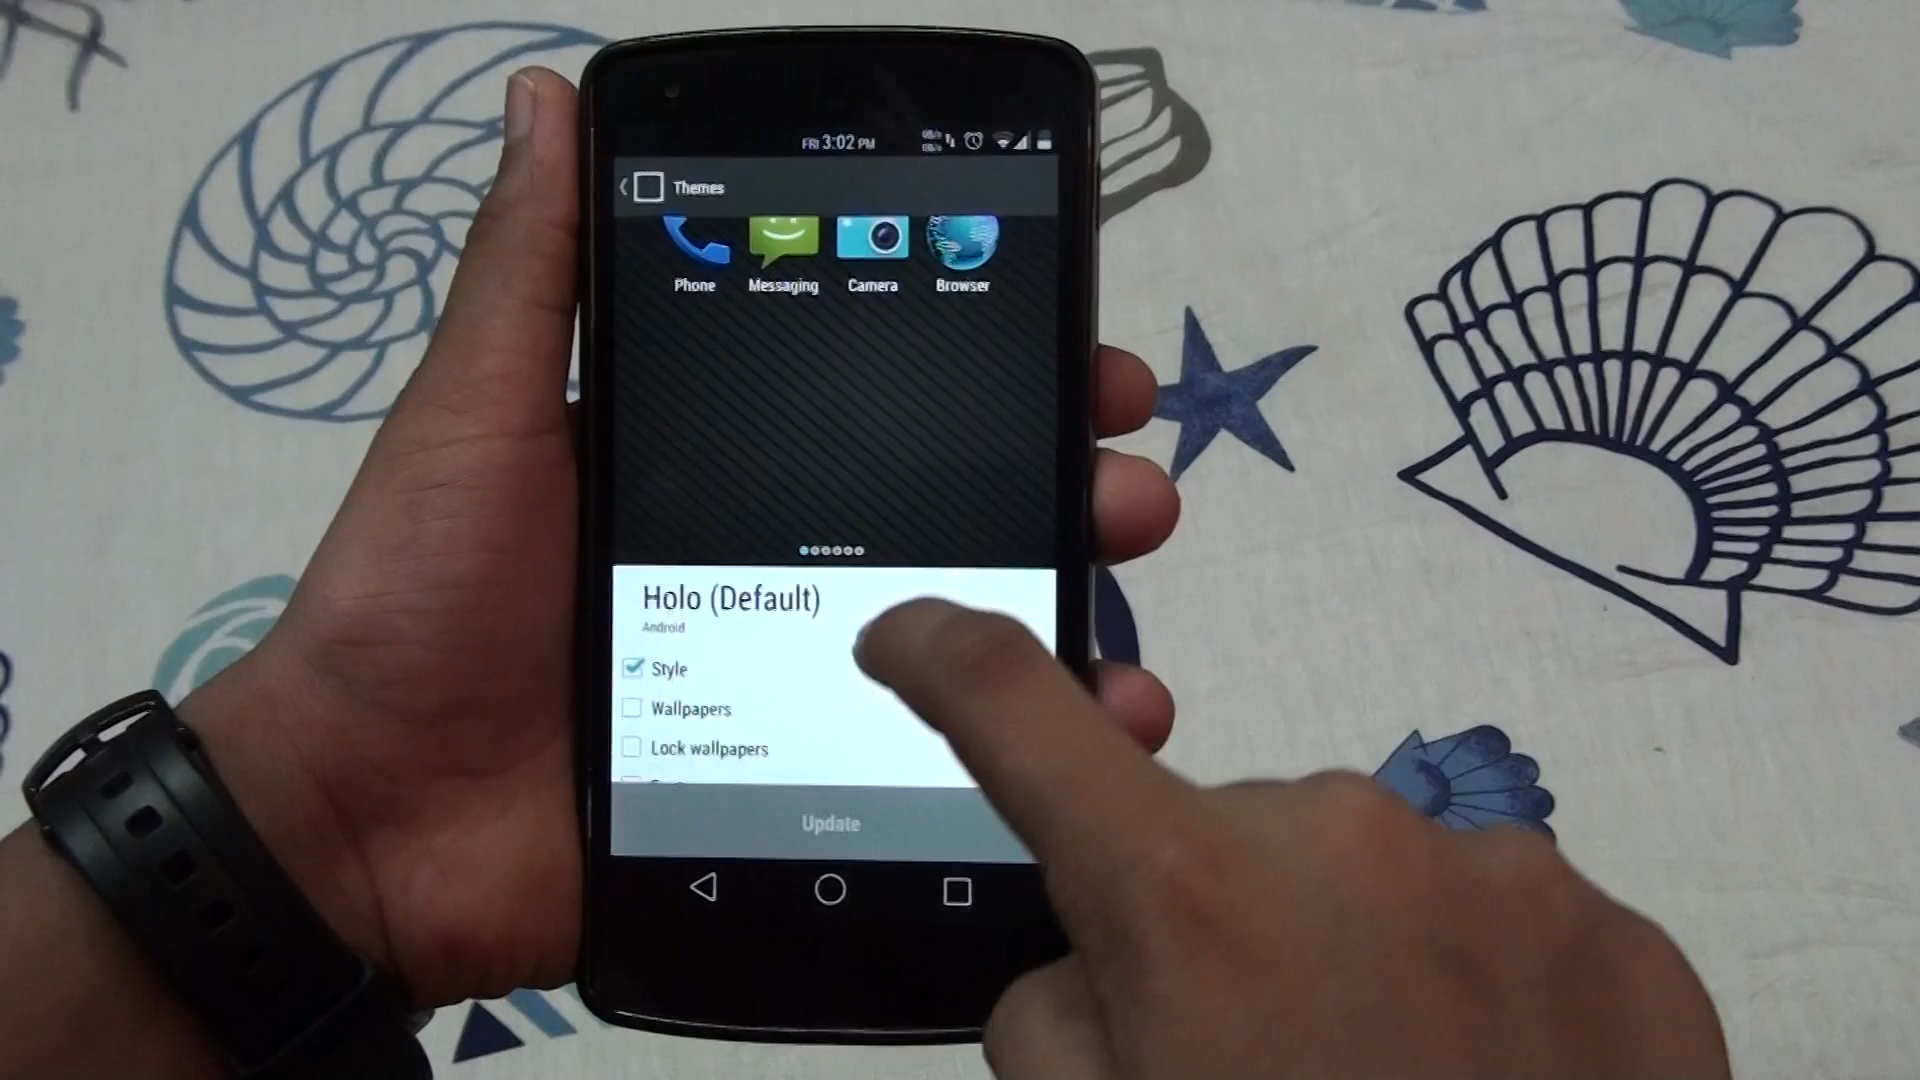 FRI 3:02 PM
Themes
Phone Messaging Camera Browser
Holo (Default)
Android
Style
Wallpapers
Lock wallpapers
Update